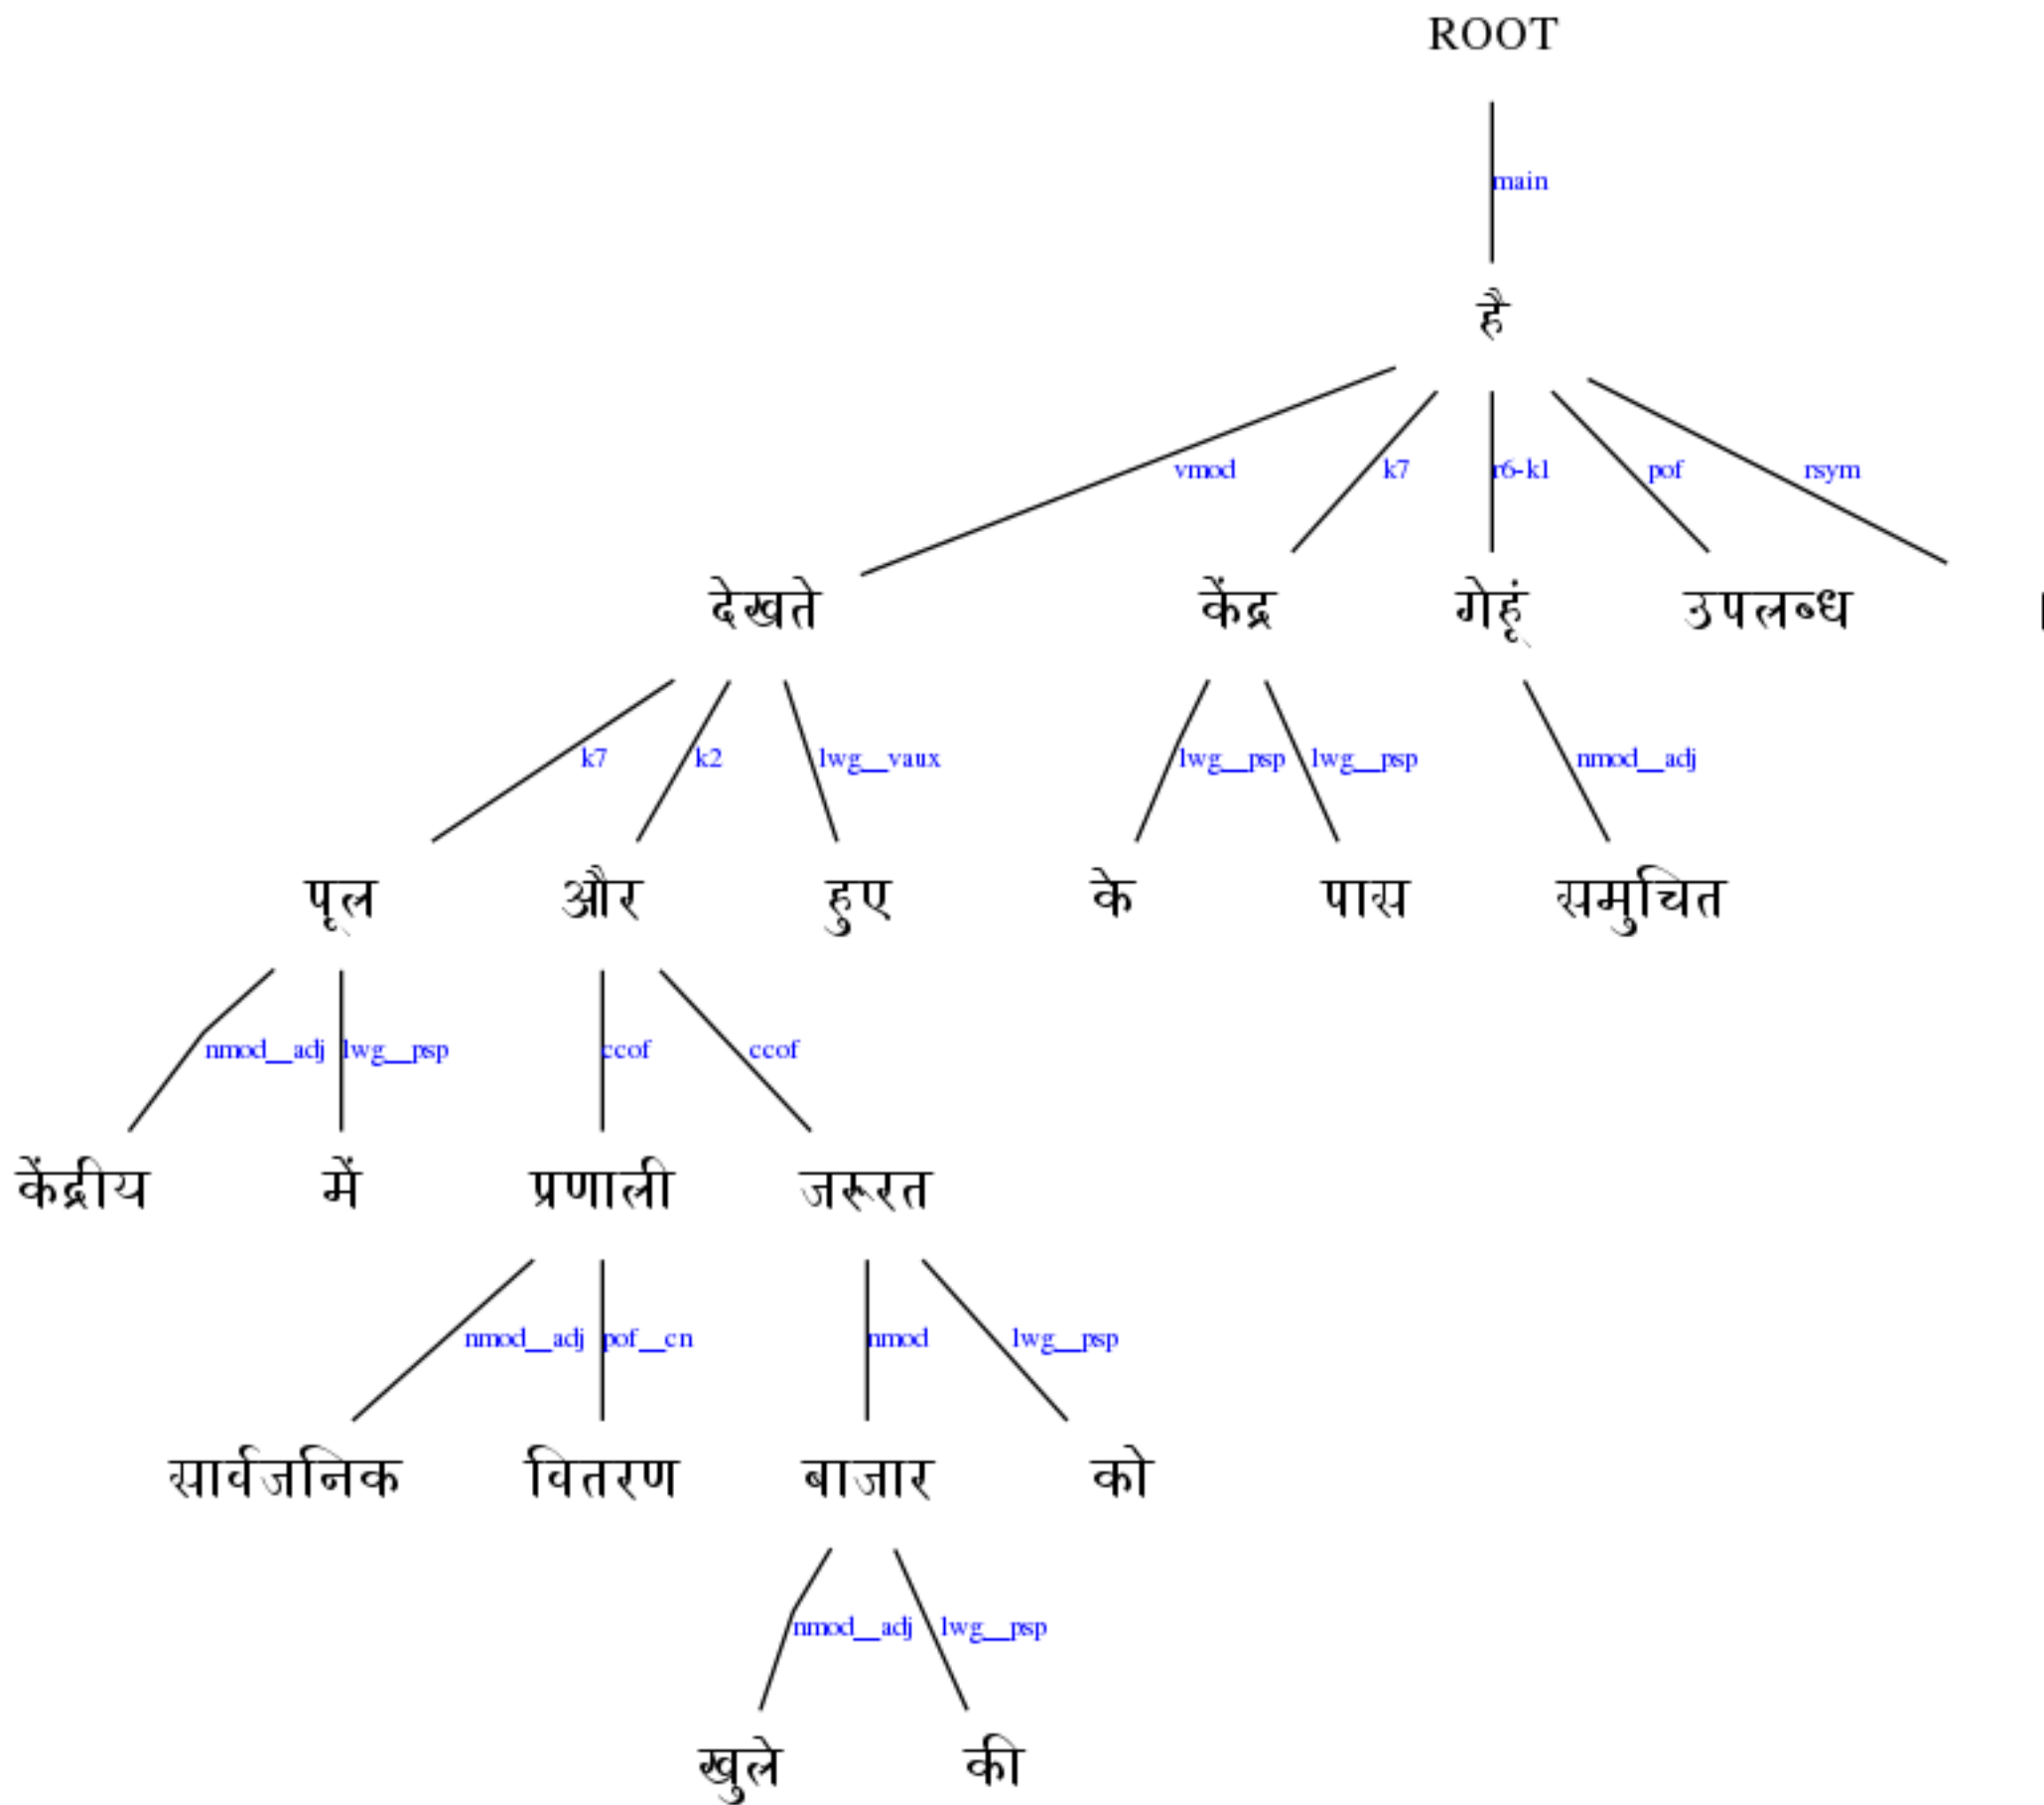 ROOT
main
है
vmod k7 r6-k1 pof rsym
देखते केंद्र गेहूं उपलब्ध ।
k7 k2 lwg__vaux lwg__psp lwg__psp nmod__adj
पूल और हुए के पास समुचित
nmod__adj lwg__psp ccof ccof
केंद्रीय में प्रणाली जरूरत
nmod__adj pof__cn nmod lwg__psp
सार्वजनिक वितरण बाजार को
nmod__adj lwg__psp
खुले की